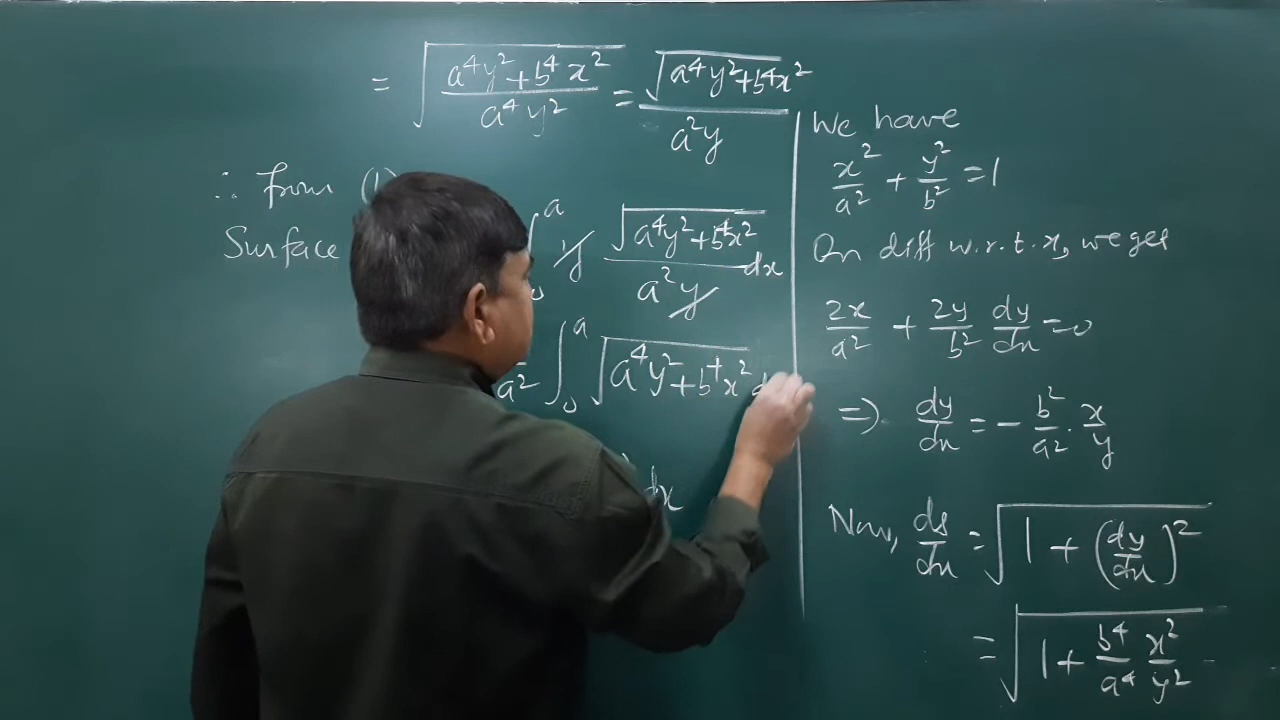 = √(a⁴y² + b⁴x² / a⁴y²) = √(a⁴y² + b⁴x²) / a²y
∴ from (1)
Surface
∫₀ᵃ y √(a⁴y² + b⁴x²) / a²y dx
a² ∫₀ᵃ √(a⁴y² + b⁴x²) d
dx
We have
x²/a² + y²/b² = 1
On diff w.r.t. x, we get
2x/a² + 2y/b² dy/dx = 0
⇒ dy/dx = - b²/a² · x/y
Now, ds/dx = √(1 + (dy/dx)²)
= √(1 + b⁴/a⁴ x²/y²)